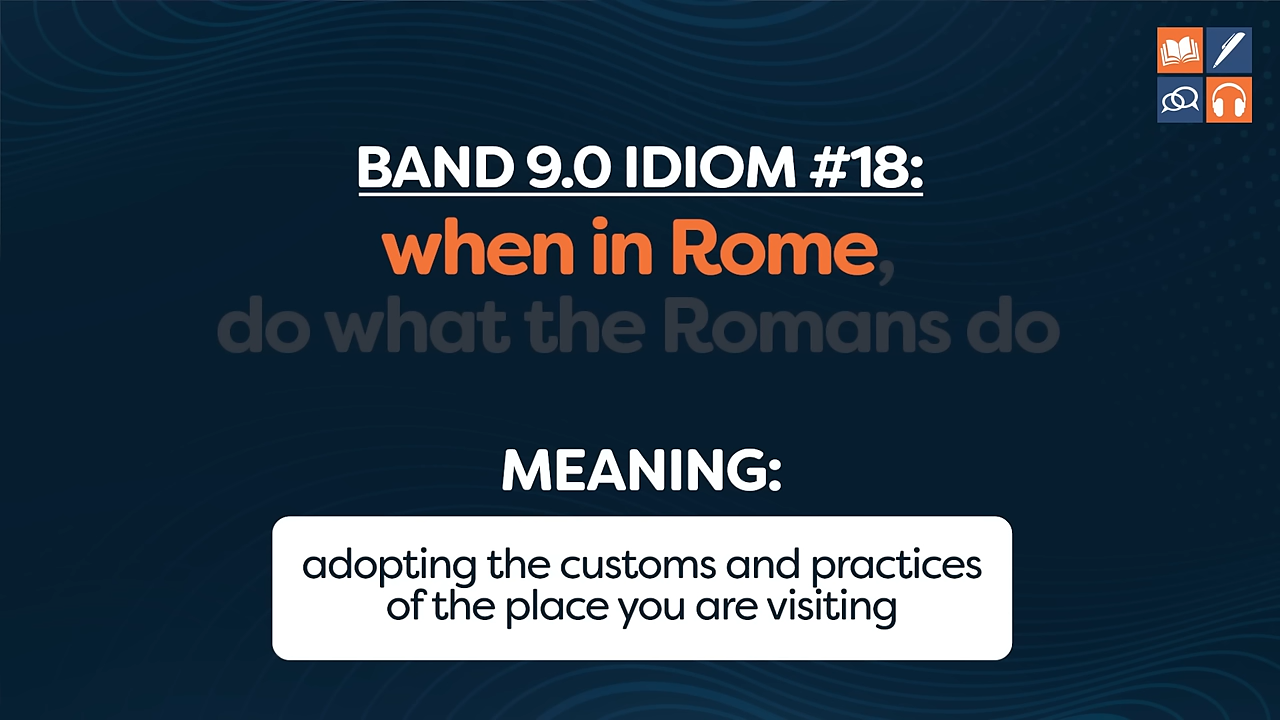 BAND 9.0 IDIOM #18:
when in Rome,
do what the Romans do
MEANING:
adopting the customs and practices
of the place you are visiting